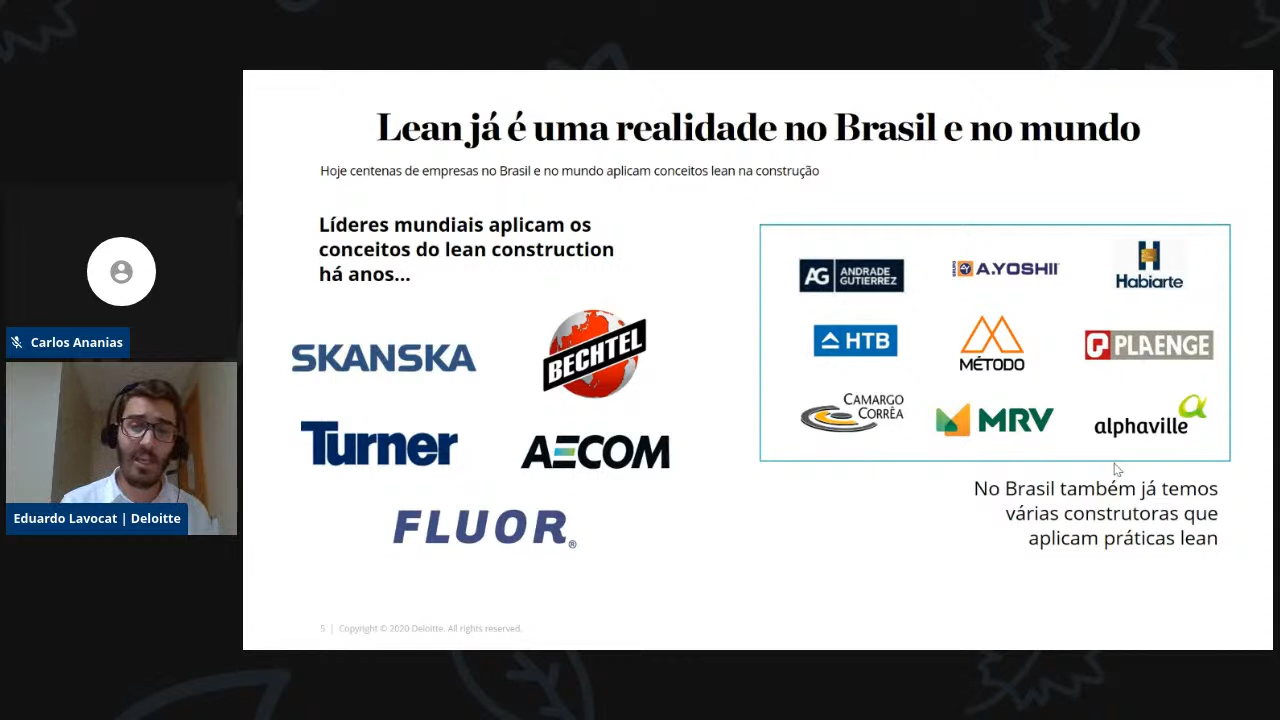 Lean já é uma realidade no Brasil e no mundo
Hoje centenas de empresas no Brasil e no mundo aplicam conceitos lean na construção
Líderes mundiais aplicam os
conceitos do lean construction
há anos...
SKANSKA
BECHTEL
Turner
AECOM
FLUOR®
AG ANDRADE
GUTIERREZ
GRUPO A.YOSHII
Habiarte
HTB
MÉTODO
PLAENGE
CAMARGO
CORRÊA
MRV
alphaville
No Brasil também já temos
várias construtoras que
aplicam práticas lean
5 | Copyright © 2020 Deloitte. All rights reserved.
Carlos Ananias
Eduardo Lavocat | Deloitte